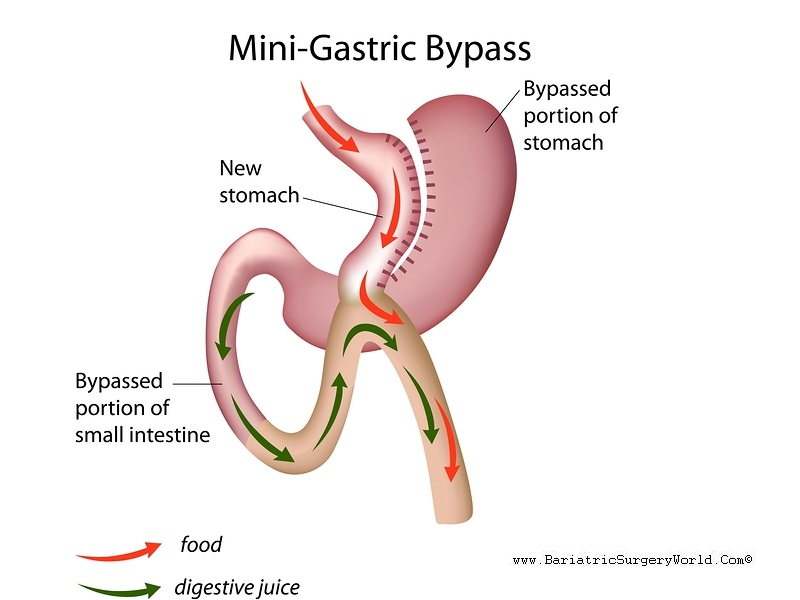 Mini-Gastric Bypass
Bypassed
portion of
stomach
New
stomach
Bypassed
portion of
small intestine
food
digestive juice
www.BariatricSurgeryWorld.Com©